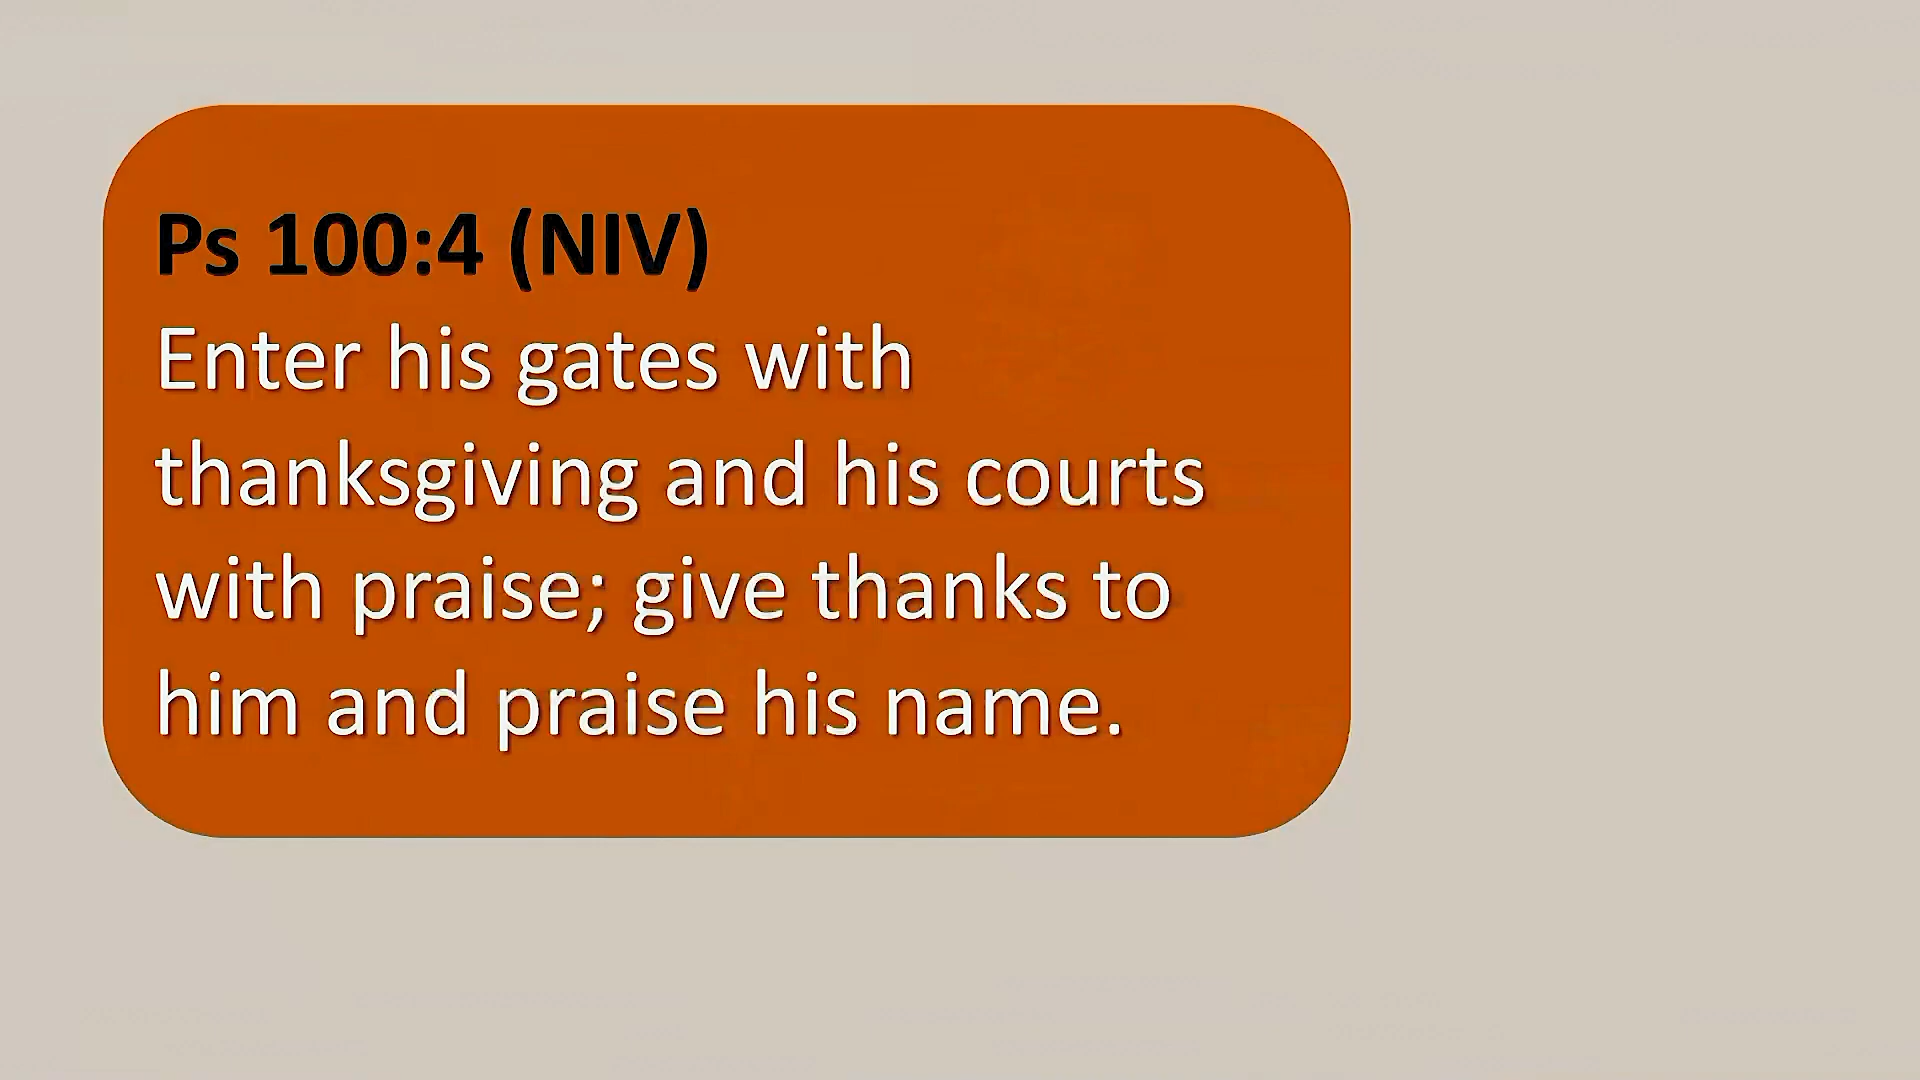 Ps 100:4 (NIV)
Enter his gates with
thanksgiving and his courts
with praise; give thanks to
him and praise his name.